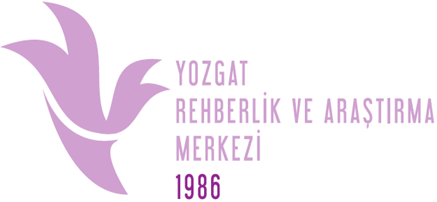 YOZGAT
REHBERLİK VE ARAŞTIRMA
MERKEZİ
1986